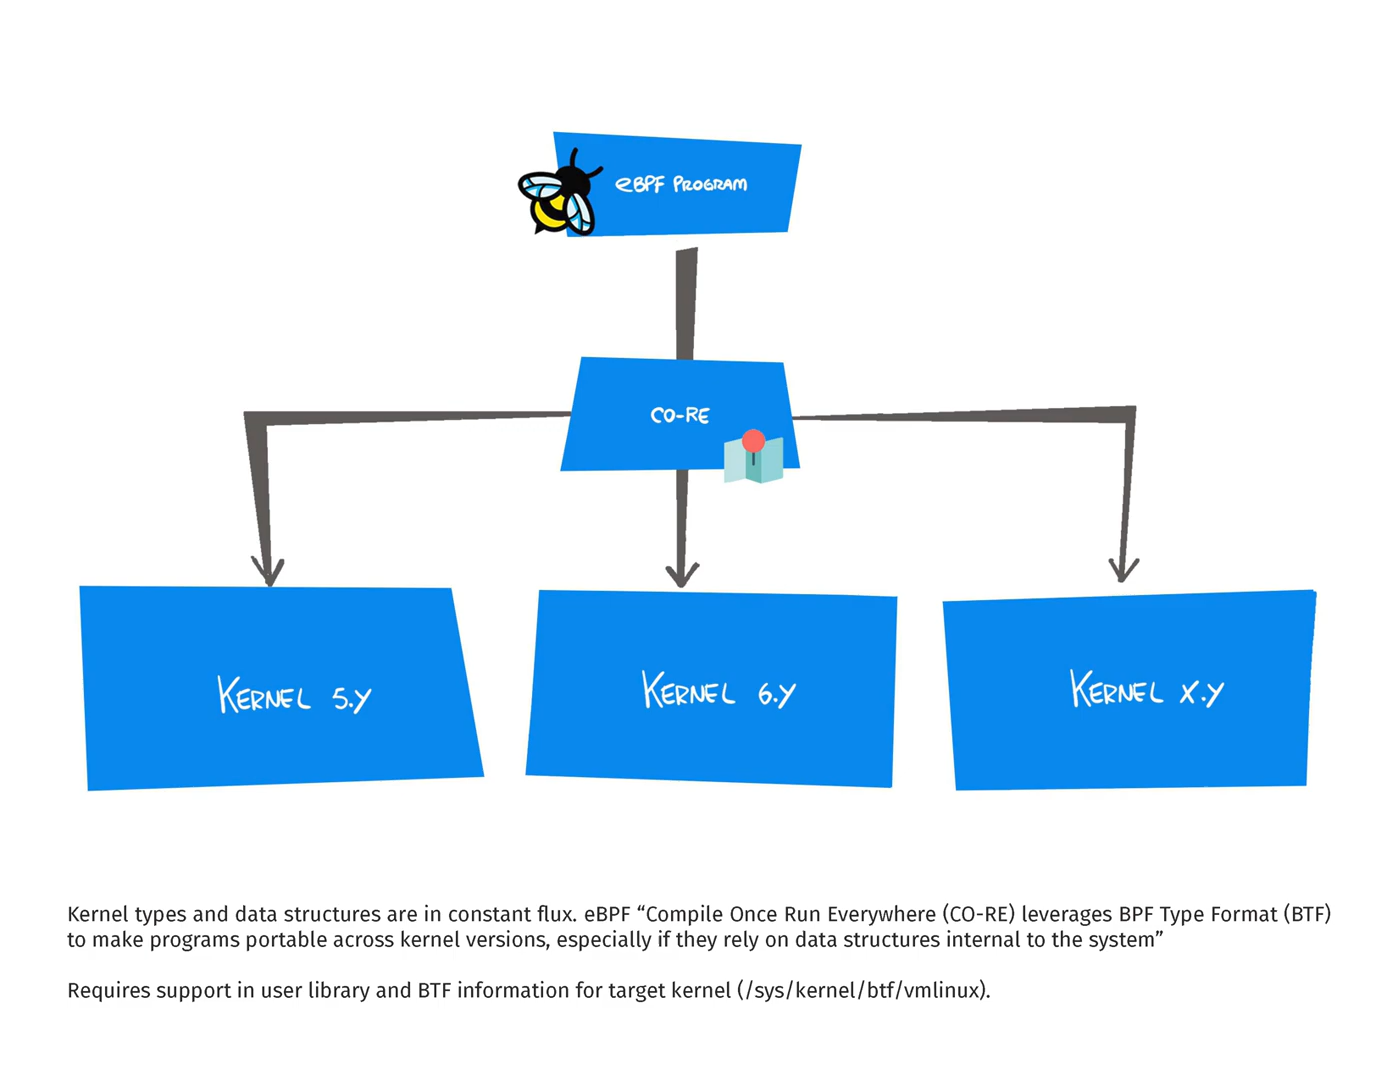 eBPF PROGRAM
CO-RE
KERNEL 5.Y
KERNEL 6.Y
KERNEL X.Y
Kernel types and data structures are in constant flux. eBPF “Compile Once Run Everywhere (CO-RE) leverages BPF Type Format (BTF)
to make programs portable across kernel versions, especially if they rely on data structures internal to the system”
Requires support in user library and BTF information for target kernel (/sys/kernel/btf/vmlinux).